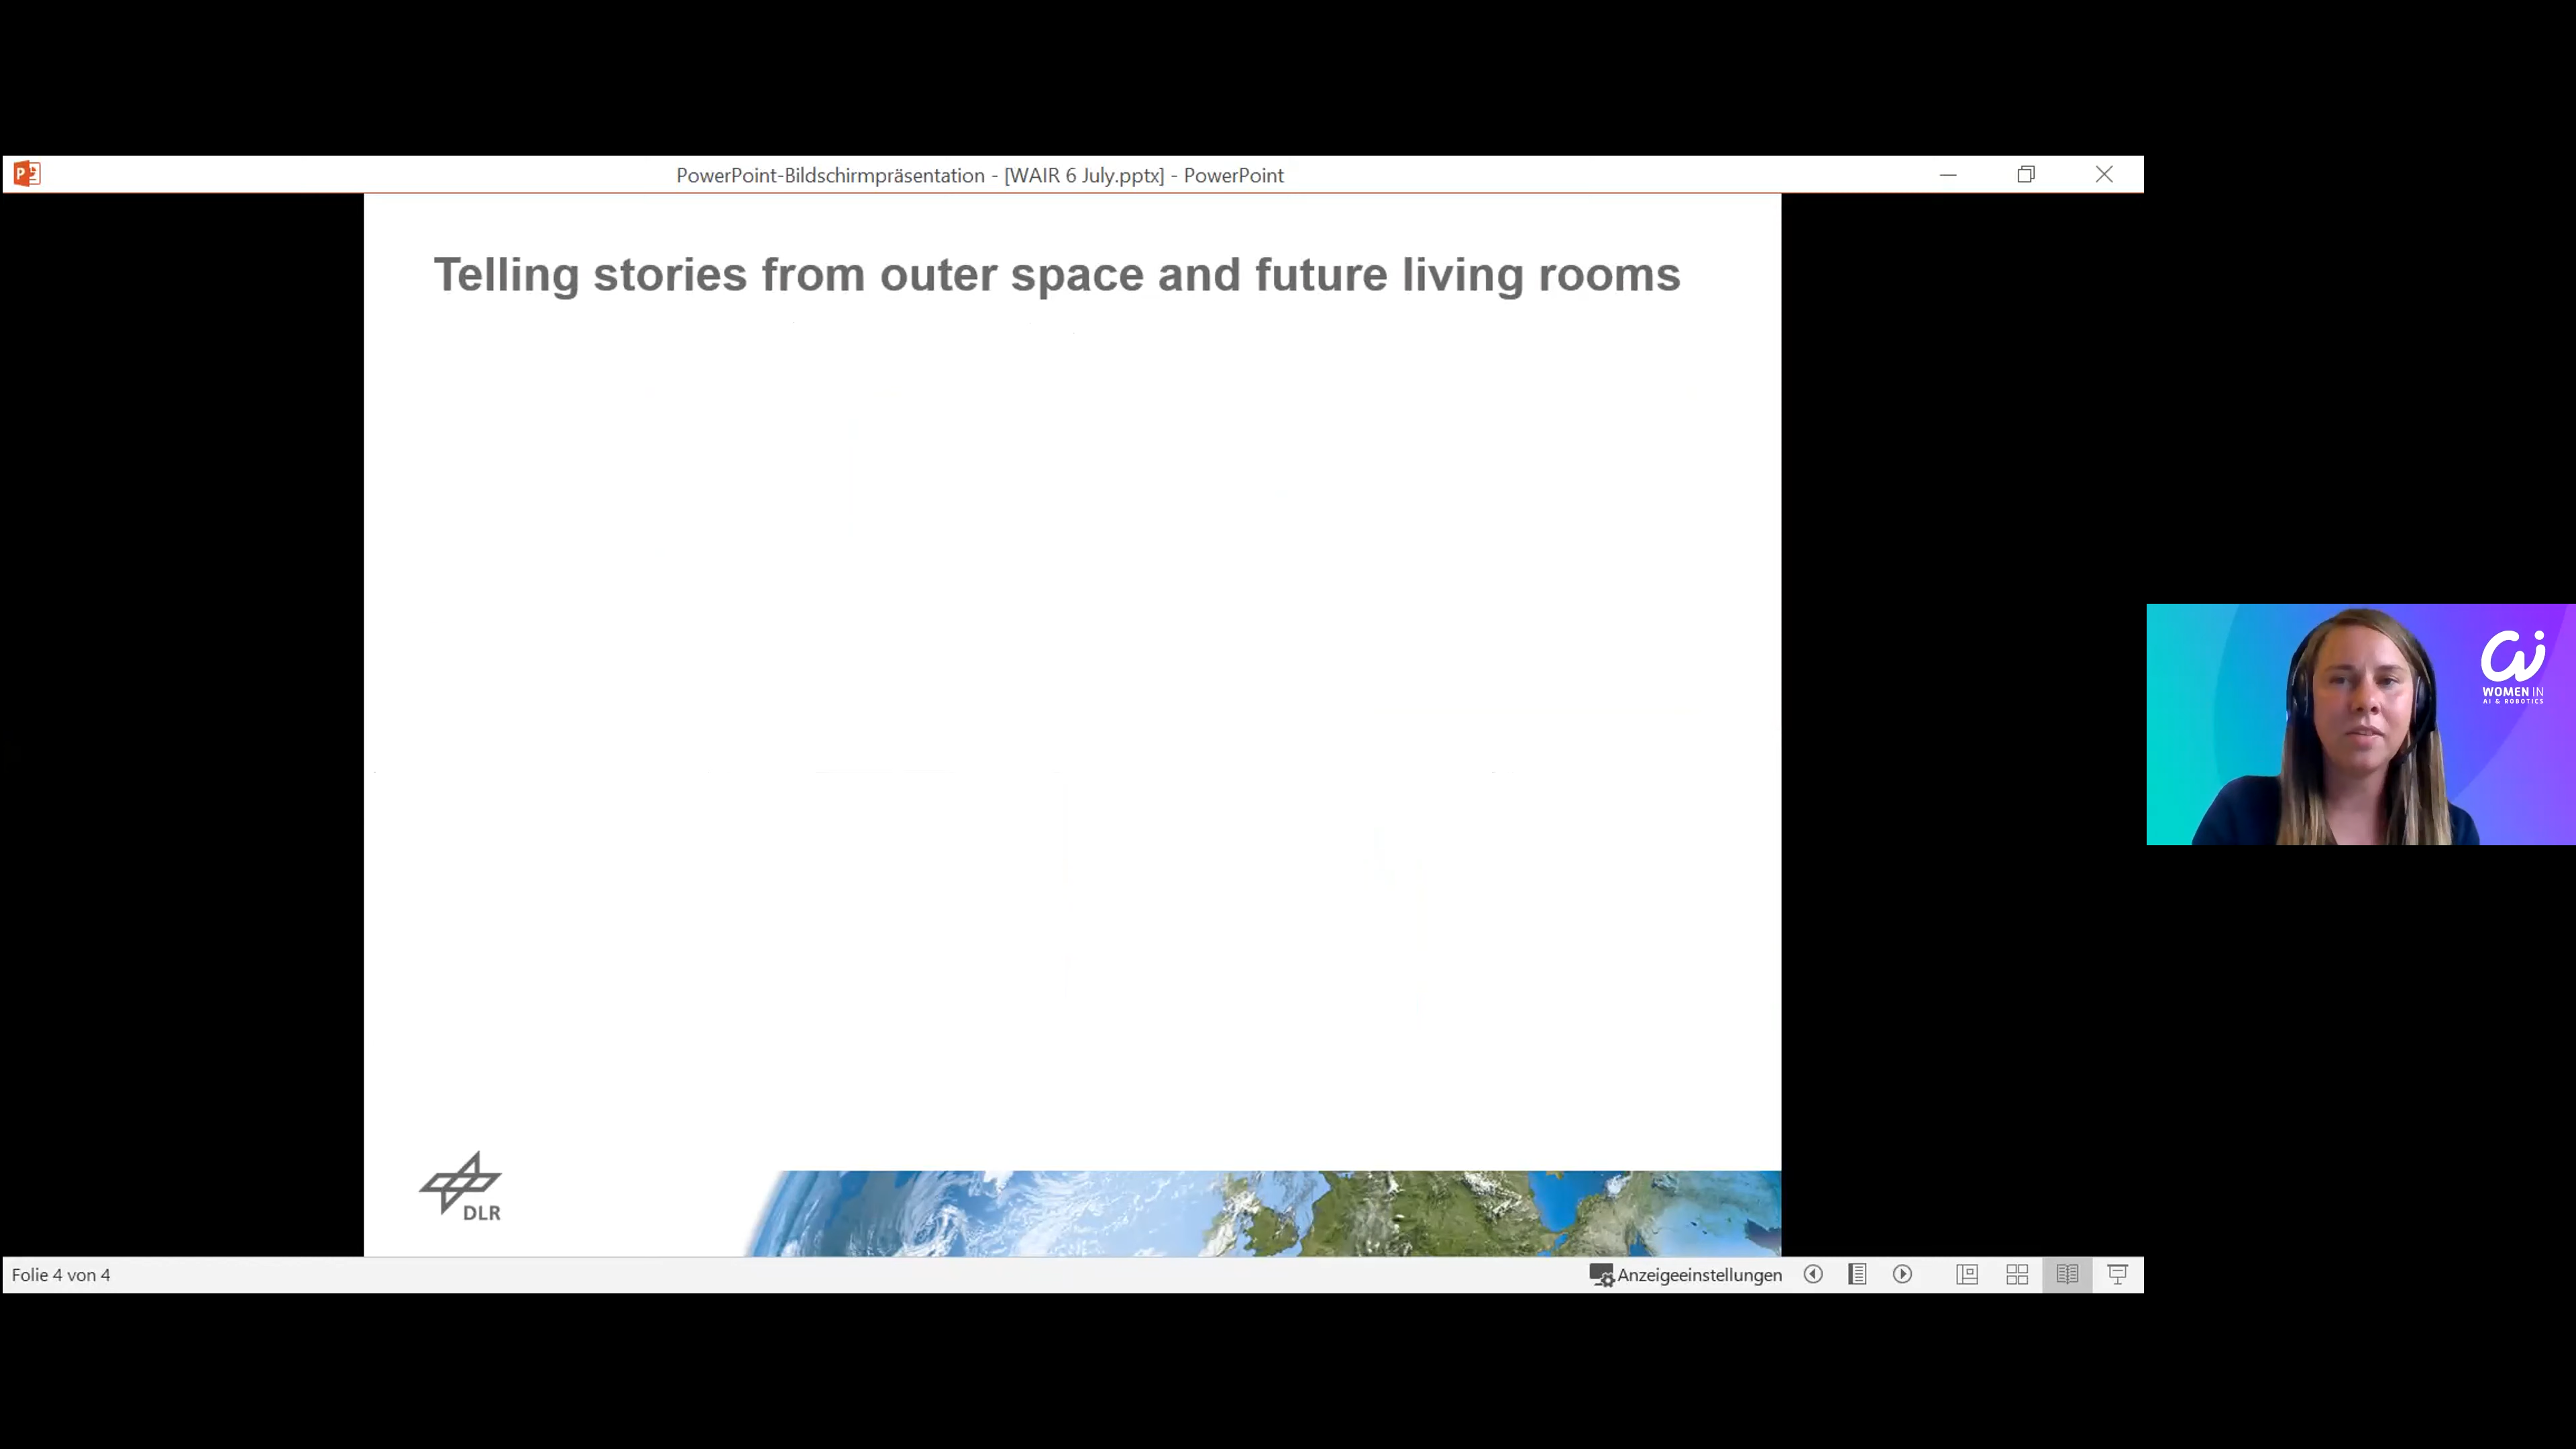 PowerPoint-Bildschirmpräsentation - [WAIR 6 July.pptx] - PowerPoint
Telling stories from outer space and future living rooms
WOMEN IN
AI & ROBOTICS
DLR
Folie 4 von 4
Anzeigeeinstellungen